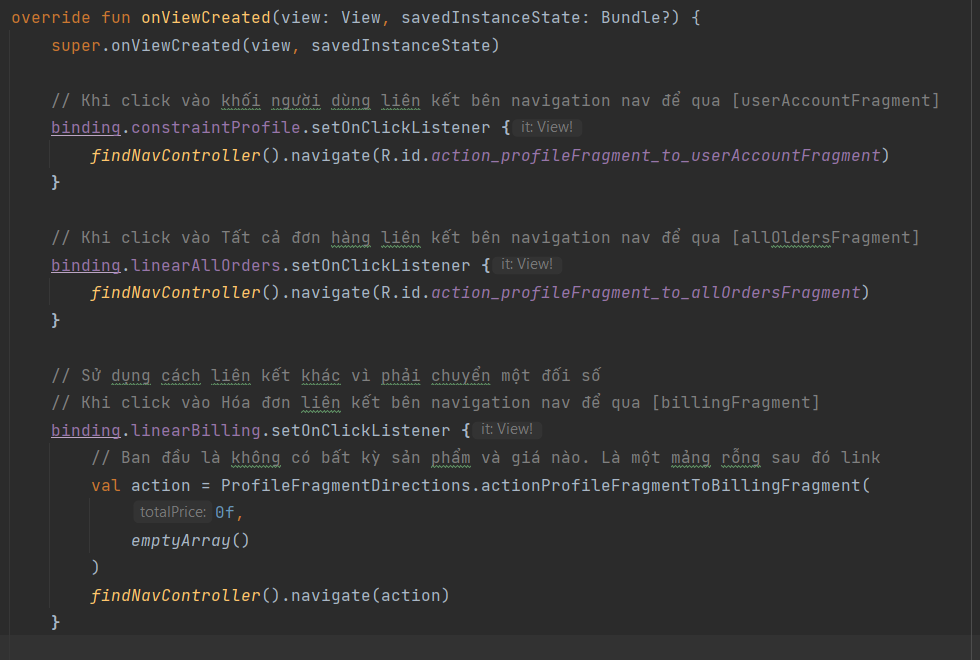 override fun onViewCreated(view: View, savedInstanceState: Bundle?) {
super.onViewCreated(view, savedInstanceState)
// Khi click vào khối người dùng liên kết bên navigation nav để qua [userAccountFragment]
binding.constraintProfile.setOnClickListener { it: View!
findNavController().navigate(R.id.action_profileFragment_to_userAccountFragment)
}
// Khi click vào Tất cả đơn hàng liên kết bên navigation nav để qua [allOldersFragment]
binding.linearAllOrders.setOnClickListener { it: View!
findNavController().navigate(R.id.action_profileFragment_to_allOrdersFragment)
}
// Sử dụng cách liên kết khác vì phải chuyển một đối số
// Khi click vào Hóa đơn liên kết bên navigation nav để qua [billingFragment]
binding.linearBilling.setOnClickListener { it: View!
// Ban đầu là không có bất kỳ sản phẩm và giá nào. Là một mảng rỗng sau đó link
val action = ProfileFragmentDirections.actionProfileFragmentToBillingFragment(
totalPrice: 0f,
emptyArray()
)
findNavController().navigate(action)
}